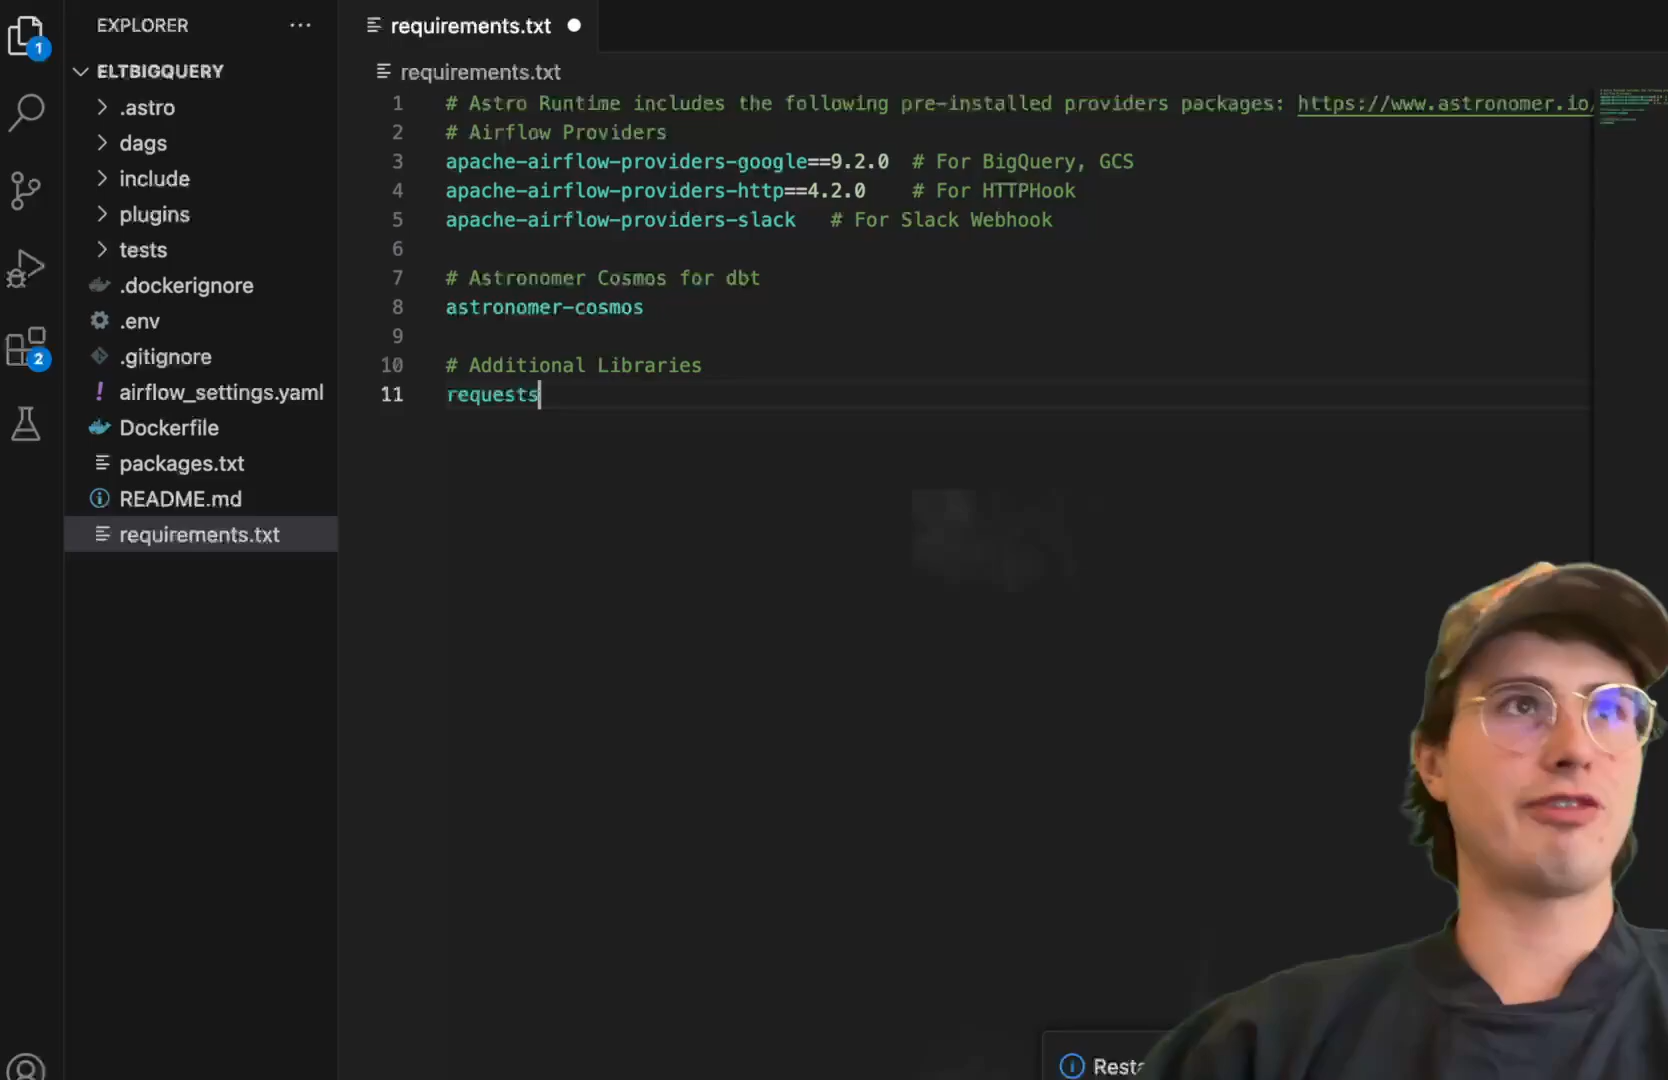 EXPLORER
ELTBIGQUERY
.astro
dags
include
plugins
tests
.dockerignore
.env
.gitignore
airflow_settings.yaml
Dockerfile
packages.txt
README.md
requirements.txt
1
2
requirements.txt
requirements.txt
1 # Astro Runtime includes the following pre-installed providers packages: https://www.astronomer.io/
2 # Airflow Providers
3 apache-airflow-providers-google==9.2.0  # For BigQuery, GCS
4 apache-airflow-providers-http==4.2.0    # For HTTPHook
5 apache-airflow-providers-slack   # For Slack Webhook
6
7 # Astronomer Cosmos for dbt
8 astronomer-cosmos
9
10 # Additional Libraries
11 requests